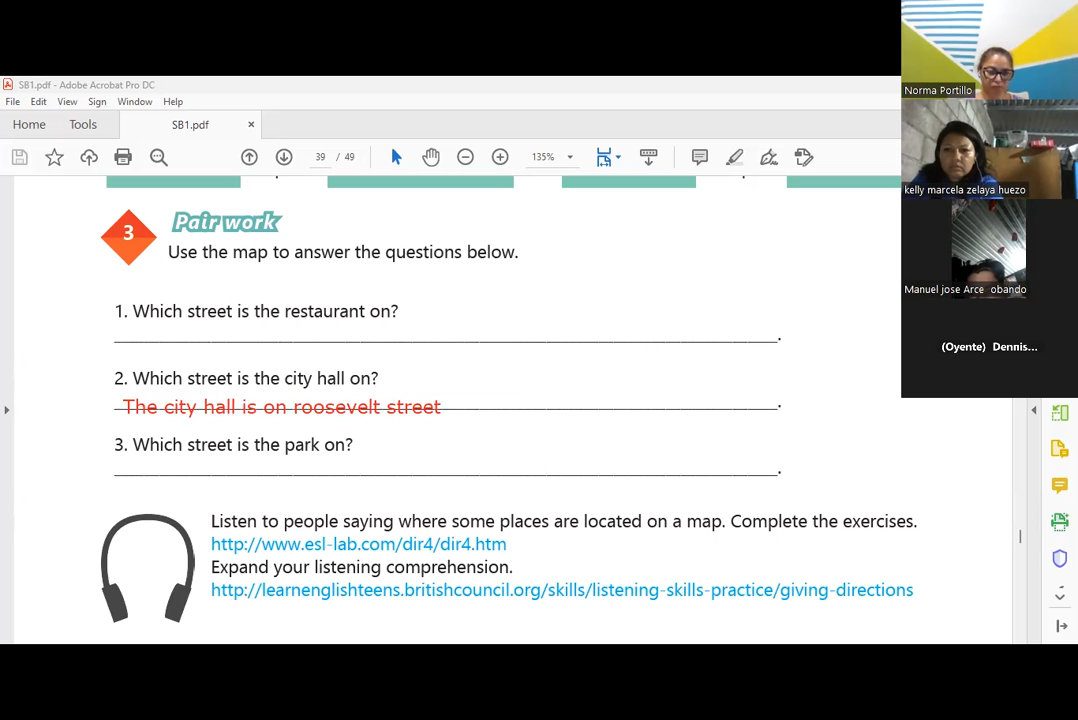 SB1.pdf - Adobe Acrobat Pro DC
File Edit View Sign Window Help
Home Tools SB1.pdf ×
39 / 49 135%
3 Pair work
Use the map to answer the questions below.
1. Which street is the restaurant on?
2. Which street is the city hall on?
The city hall is on roosevelt street
3. Which street is the park on?
Listen to people saying where some places are located on a map. Complete the exercises.
http://www.esl-lab.com/dir4/dir4.htm
Expand your listening comprehension.
http://learnenglishteens.britishcouncil.org/skills/listening-skills-practice/giving-directions
Norma Portillo
kelly marcela zelaya huezo
Manuel jose Arce obando
(Oyente) Dennis...